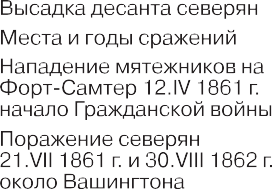 Высадка десанта северян
Места и годы сражений
Нападение мятежников на
Форт-Самтер 12.IV 1861 г.
начало Гражданской войны
Поражение северян
21.VII 1861 г. и 30.VIII 1862 г.
около Вашингтона